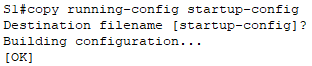 S1#copy running-config startup-config
Destination filename [startup-config]?
Building configuration...
[OK]